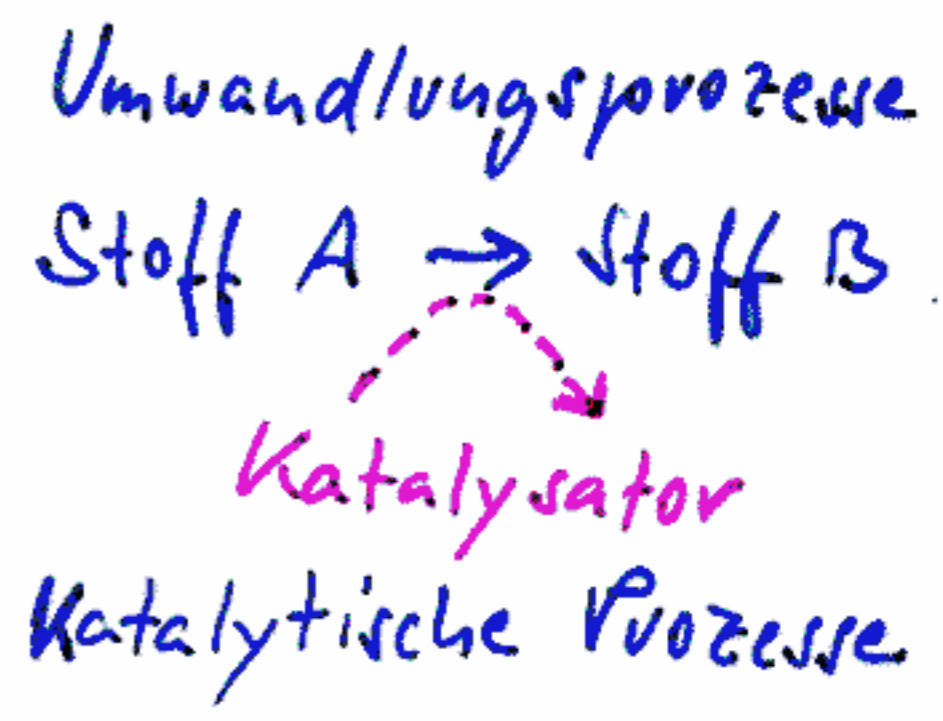 Umwandlungsprozesse
Stoff A → Stoff B
Katalysator
Katalytische Prozesse